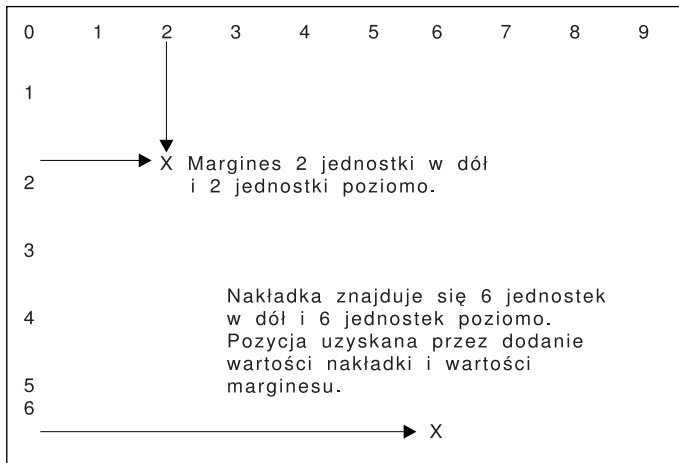 0 1 2 3 4 5 6 7 8 9
1
X Margines 2 jednostki w dół
2
i 2 jednostki poziomo.
3
Nakładka znajduje się 6 jednostek
4
w dół i 6 jednostek poziomo.
Pozycja uzyskana przez dodanie
wartości nakładki i wartości
5
marginesu.
6
X